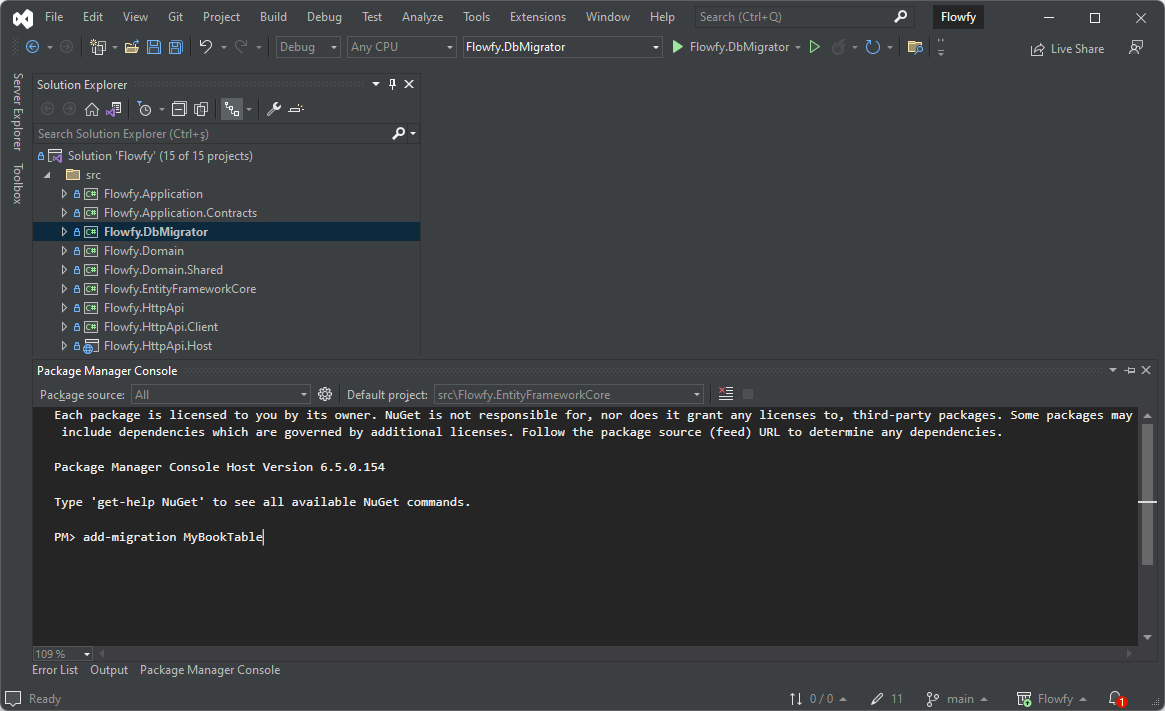 File Edit View Git Project Build Debug Test Analyze Tools Extensions Window Help Search (Ctrl+Q) Flowfy
Debug Any CPU Flowfy.DbMigrator Flowfy.DbMigrator Live Share
Server Explorer
Toolbox
Solution Explorer
Search Solution Explorer (Ctrl+ş)
Solution 'Flowfy' (15 of 15 projects)
src
C# Flowfy.Application
C# Flowfy.Application.Contracts
C# Flowfy.DbMigrator
C# Flowfy.Domain
C# Flowfy.Domain.Shared
C# Flowfy.EntityFrameworkCore
C# Flowfy.HttpApi
C# Flowfy.HttpApi.Client
Flowfy.HttpApi.Host
Package Manager Console
Package source: All Default project: src\Flowfy.EntityFrameworkCore
Each package is licensed to you by its owner. NuGet is not responsible for, nor does it grant any licenses to, third-party packages. Some packages may
include dependencies which are governed by additional licenses. Follow the package source (feed) URL to determine any dependencies.
Package Manager Console Host Version 6.5.0.154
Type 'get-help NuGet' to see all available NuGet commands.
PM> add-migration MyBookTable
109 %
Error List Output Package Manager Console
Ready 0 / 0 11 main Flowfy 1